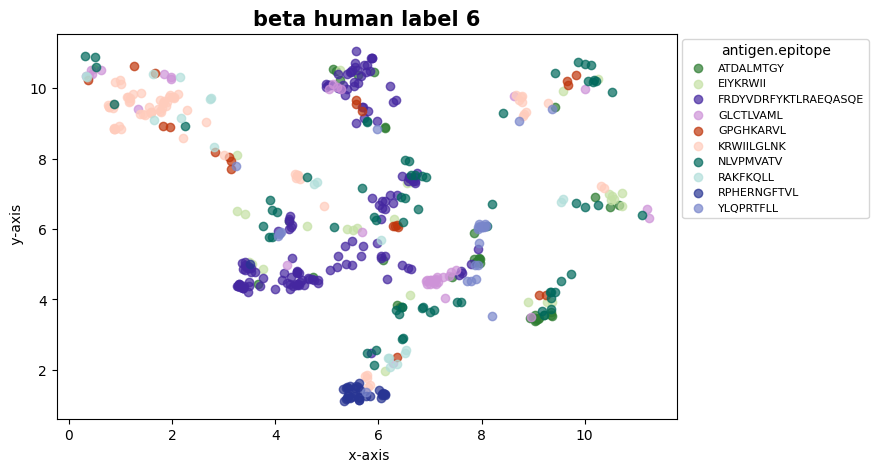 beta human label 6
y-axis
10
8
6
4
2
0
2
4
6
8
10
x-axis
antigen.epitope
ATDALMTGY
EIYKRWII
FRDYVDRFYKTLRAEQASQE
GLCTLVAML
GPGHKARVL
KRWIILGLNK
NLVPMVATV
RAKFKQLL
RPHERNGFTVL
YLQPRTFLL